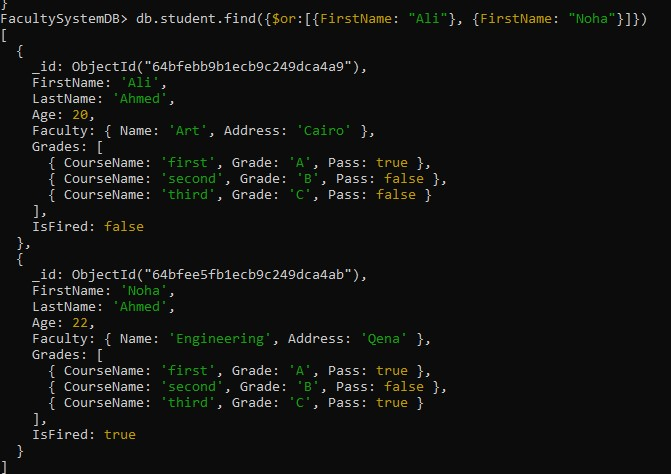 }
FacultySystemDB> db.student.find({$or:[{FirstName: "Ali"}, {FirstName: "Noha"}]})
[
  {
    _id: ObjectId("64bfebb9b1ecb9c249dca4a9"),
    FirstName: 'Ali',
    LastName: 'Ahmed',
    Age: 20,
    Faculty: { Name: 'Art', Address: 'Cairo' },
    Grades: [
      { CourseName: 'first', Grade: 'A', Pass: true },
      { CourseName: 'second', Grade: 'B', Pass: false },
      { CourseName: 'third', Grade: 'C', Pass: false }
    ],
    IsFired: false
  },
  {
    _id: ObjectId("64bfee5fb1ecb9c249dca4ab"),
    FirstName: 'Noha',
    LastName: 'Ahmed',
    Age: 22,
    Faculty: { Name: 'Engineering', Address: 'Qena' },
    Grades: [
      { CourseName: 'first', Grade: 'A', Pass: true },
      { CourseName: 'second', Grade: 'B', Pass: false },
      { CourseName: 'third', Grade: 'C', Pass: true }
    ],
    IsFired: true
  }
]